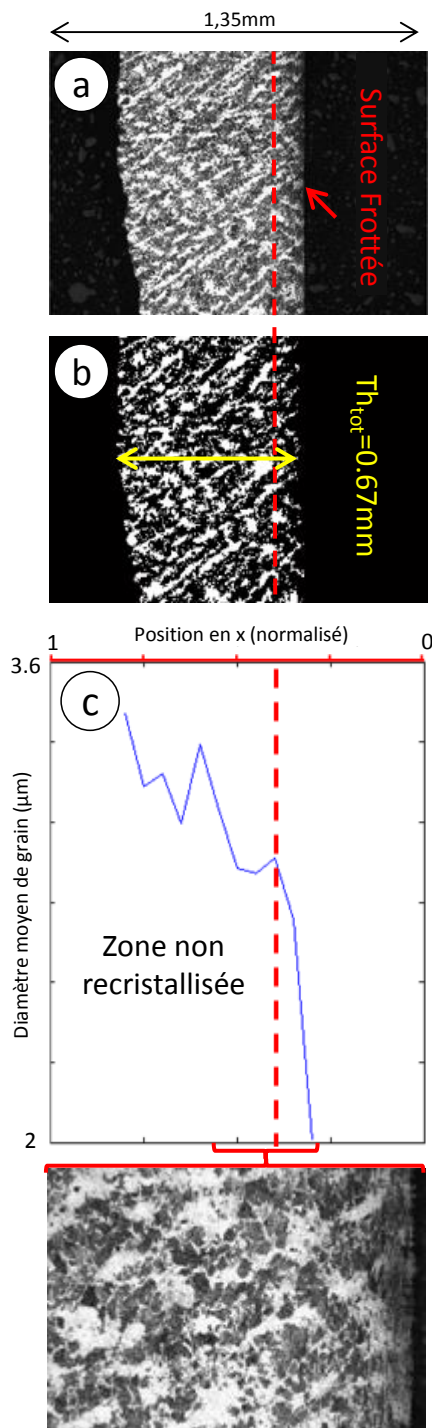 1,35mm
a
Surface Frottée
b
Th_tot=0.67mm
1
Position en x (normalisé)
0
3.6
c
Diamètre moyen de grain (µm)
Zone non
recristallisée
2